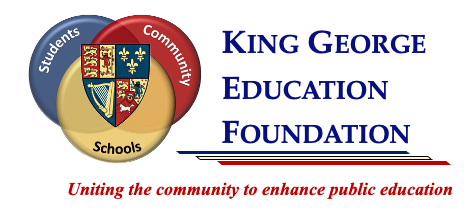 Students
Community
Schools
KING GEORGE
EDUCATION
FOUNDATION
Uniting the community to enhance public education